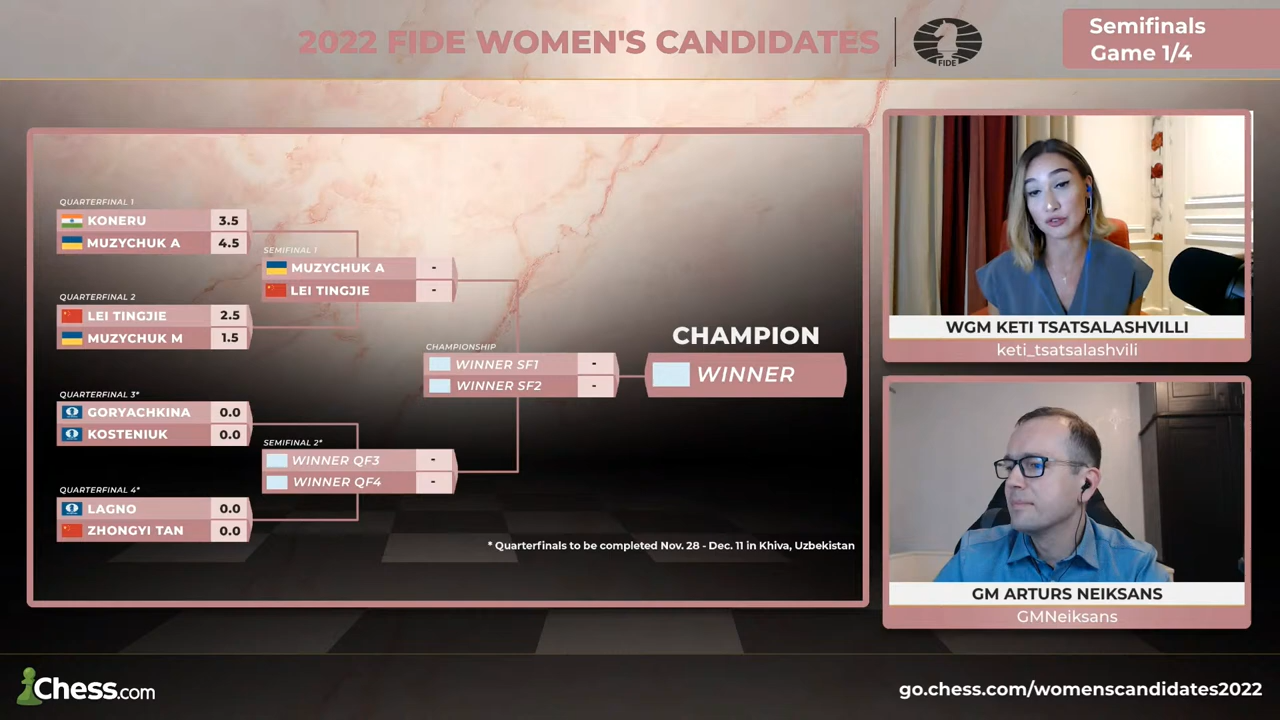 2022 FIDE WOMEN'S CANDIDATES
FIDE
Semifinals
Game 1/4
QUARTERFINAL 1
KONERU 3.5
MUZYCHUK A 4.5
SEMIFINAL 1
MUZYCHUK A -
LEI TINGJIE -
QUARTERFINAL 2
LEI TINGJIE 2.5
MUZYCHUK M 1.5
CHAMPIONSHIP
WINNER SF1 -
WINNER SF2 -
CHAMPION
WINNER
QUARTERFINAL 3*
GORYACHKINA 0.0
KOSTENIUK 0.0
SEMIFINAL 2*
WINNER QF3 -
WINNER QF4 -
QUARTERFINAL 4*
LAGNO 0.0
ZHONGYI TAN 0.0
* Quarterfinals to be completed Nov. 28 - Dec. 11 in Khiva, Uzbekistan
WGM KETI TSATSALASHVILLI
keti_tsatsalashvili
GM ARTURS NEIKSANS
GMNeiksans
Chess.com
go.chess.com/womenscandidates2022